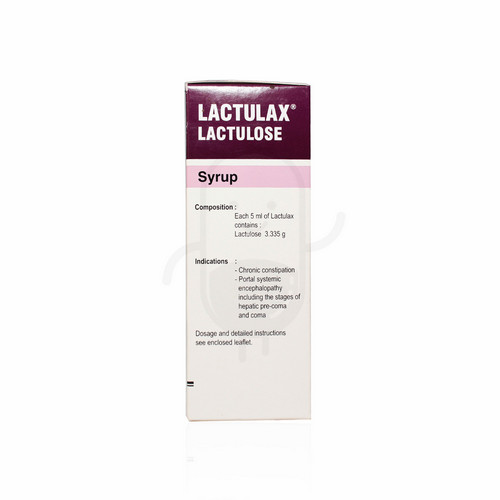 LACTULAX®
LACTULOSE
Syrup
Composition :
Each 5 ml of Lactulax
contains :
Lactulose 3.335 g
Indications :
- Chronic constipation
- Portal systemic
encephalopathy
including the stages of
hepatic pre-coma
and coma
Dosage and detailed instructions
see enclosed leaflet.